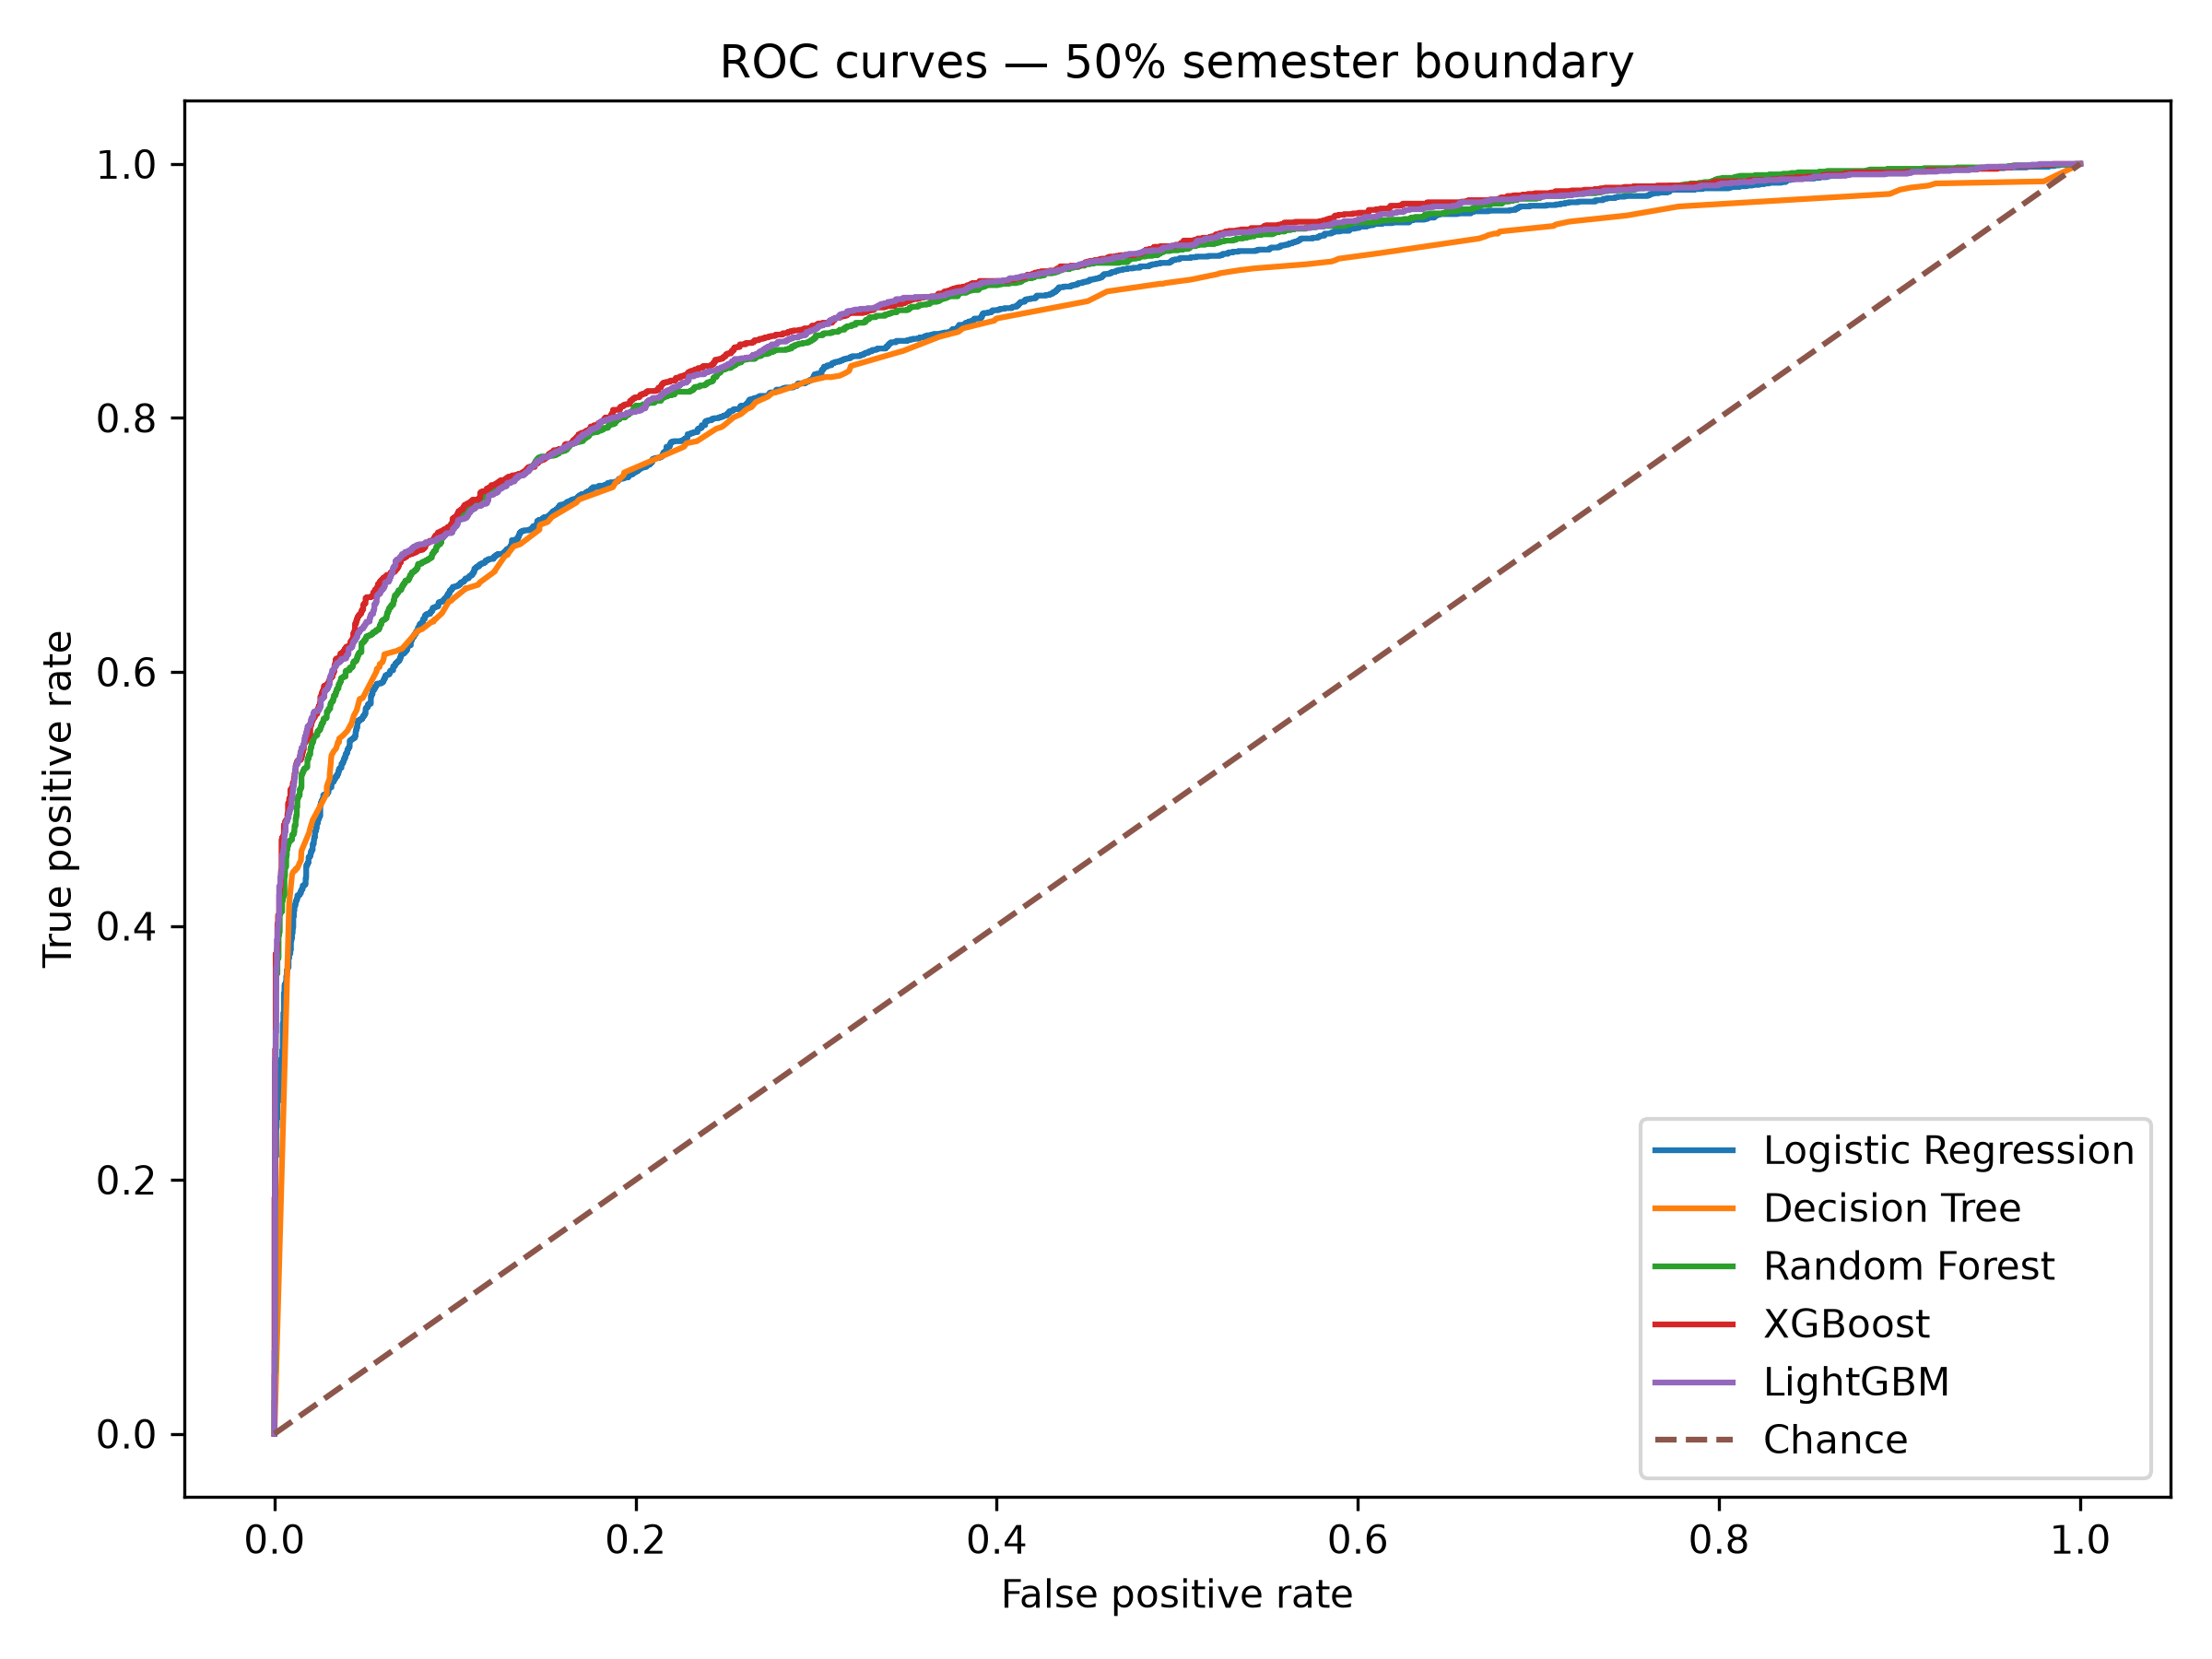 ROC curves — 50% semester boundary
True positive rate
1.0
0.8
0.6
0.4
0.2
0.0
0.0 0.2 0.4 0.6 0.8 1.0
False positive rate
Logistic Regression
Decision Tree
Random Forest
XGBoost
LightGBM
Chance